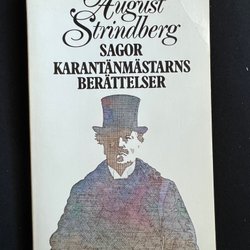 August
Strindberg
SAGOR
KARANTÄNMÄSTARNS
BERÄTTELSER